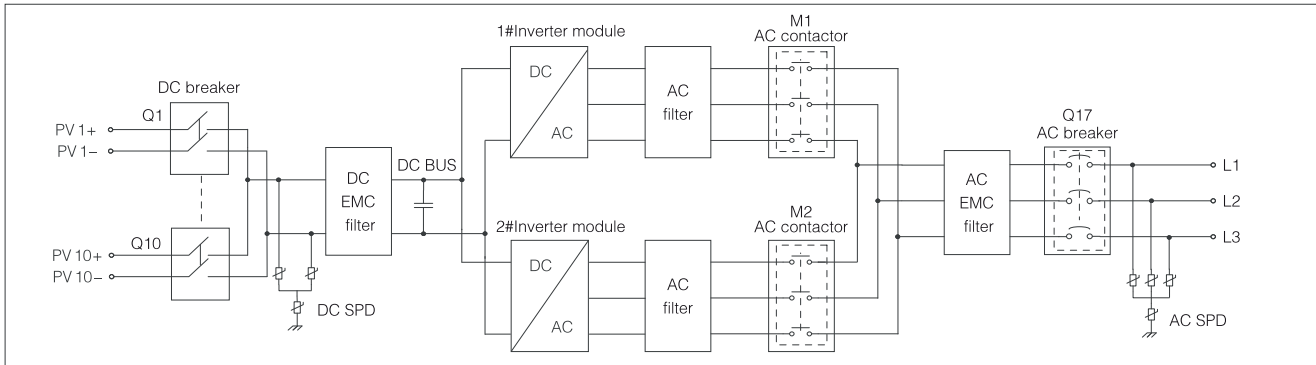 1#Inverter module
M1
AC contactor
DC breaker
Q1
PV 1+
PV 1–
Q10
PV 10+
PV 10–
DC SPD
DC
EMC
filter
DC BUS
DC
AC
AC
filter
2#Inverter module
DC
AC
AC
filter
M2
AC contactor
AC
EMC
filter
Q17
AC breaker
L1
L2
L3
AC SPD